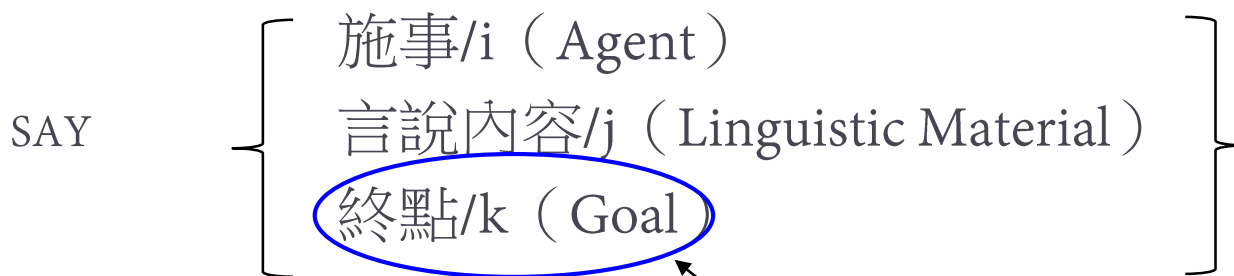 施事/i（Agent）
SAY
言說內容/j（Linguistic Material）
終點/k（Goal）